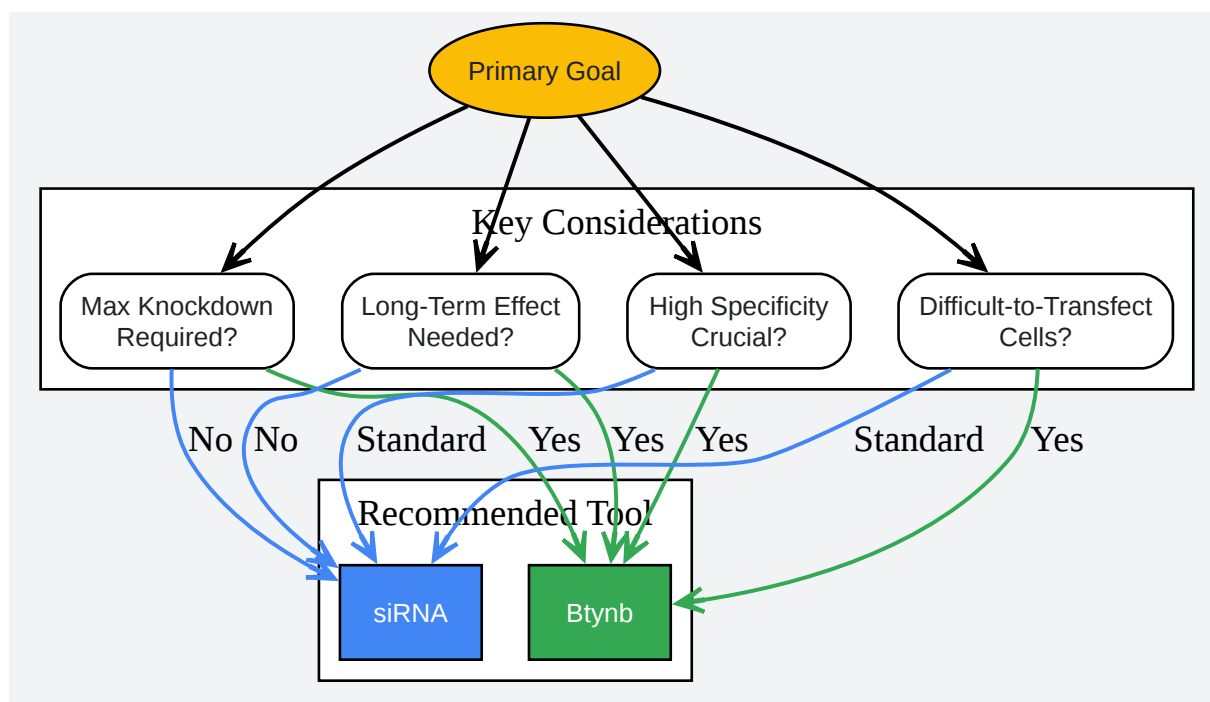 Primary Goal
Key Considerations
Max Knockdown
Required?
Long-Term Effect
Needed?
High Specificity
Crucial?
Difficult-to-Transfect
Cells?
No
No
Standard
Yes
Yes
Yes
Standard
Yes
Recommended Tool
siRNA
Btynb